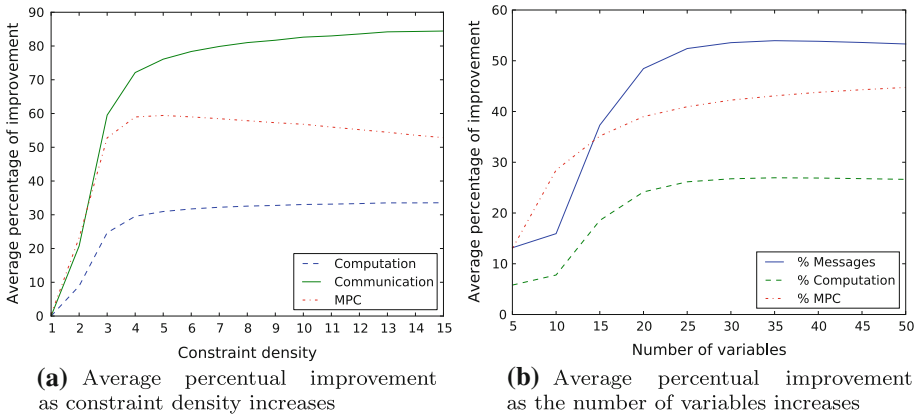 Average percentage of improvement
90
80
70
60
50
40
30
20
10
0
1 2 3 4 5 6 7 8 9 10 11 12 13 14 15
Constraint density
Computation
Communication
MPC
(a) Average percentual improvement
as constraint density increases
Average percentage of improvement
60
50
40
30
20
10
0
5 10 15 20 25 30 35 40 45 50
Number of variables
% Messages
% Computation
% MPC
(b) Average percentual improvement
as the number of variables increases